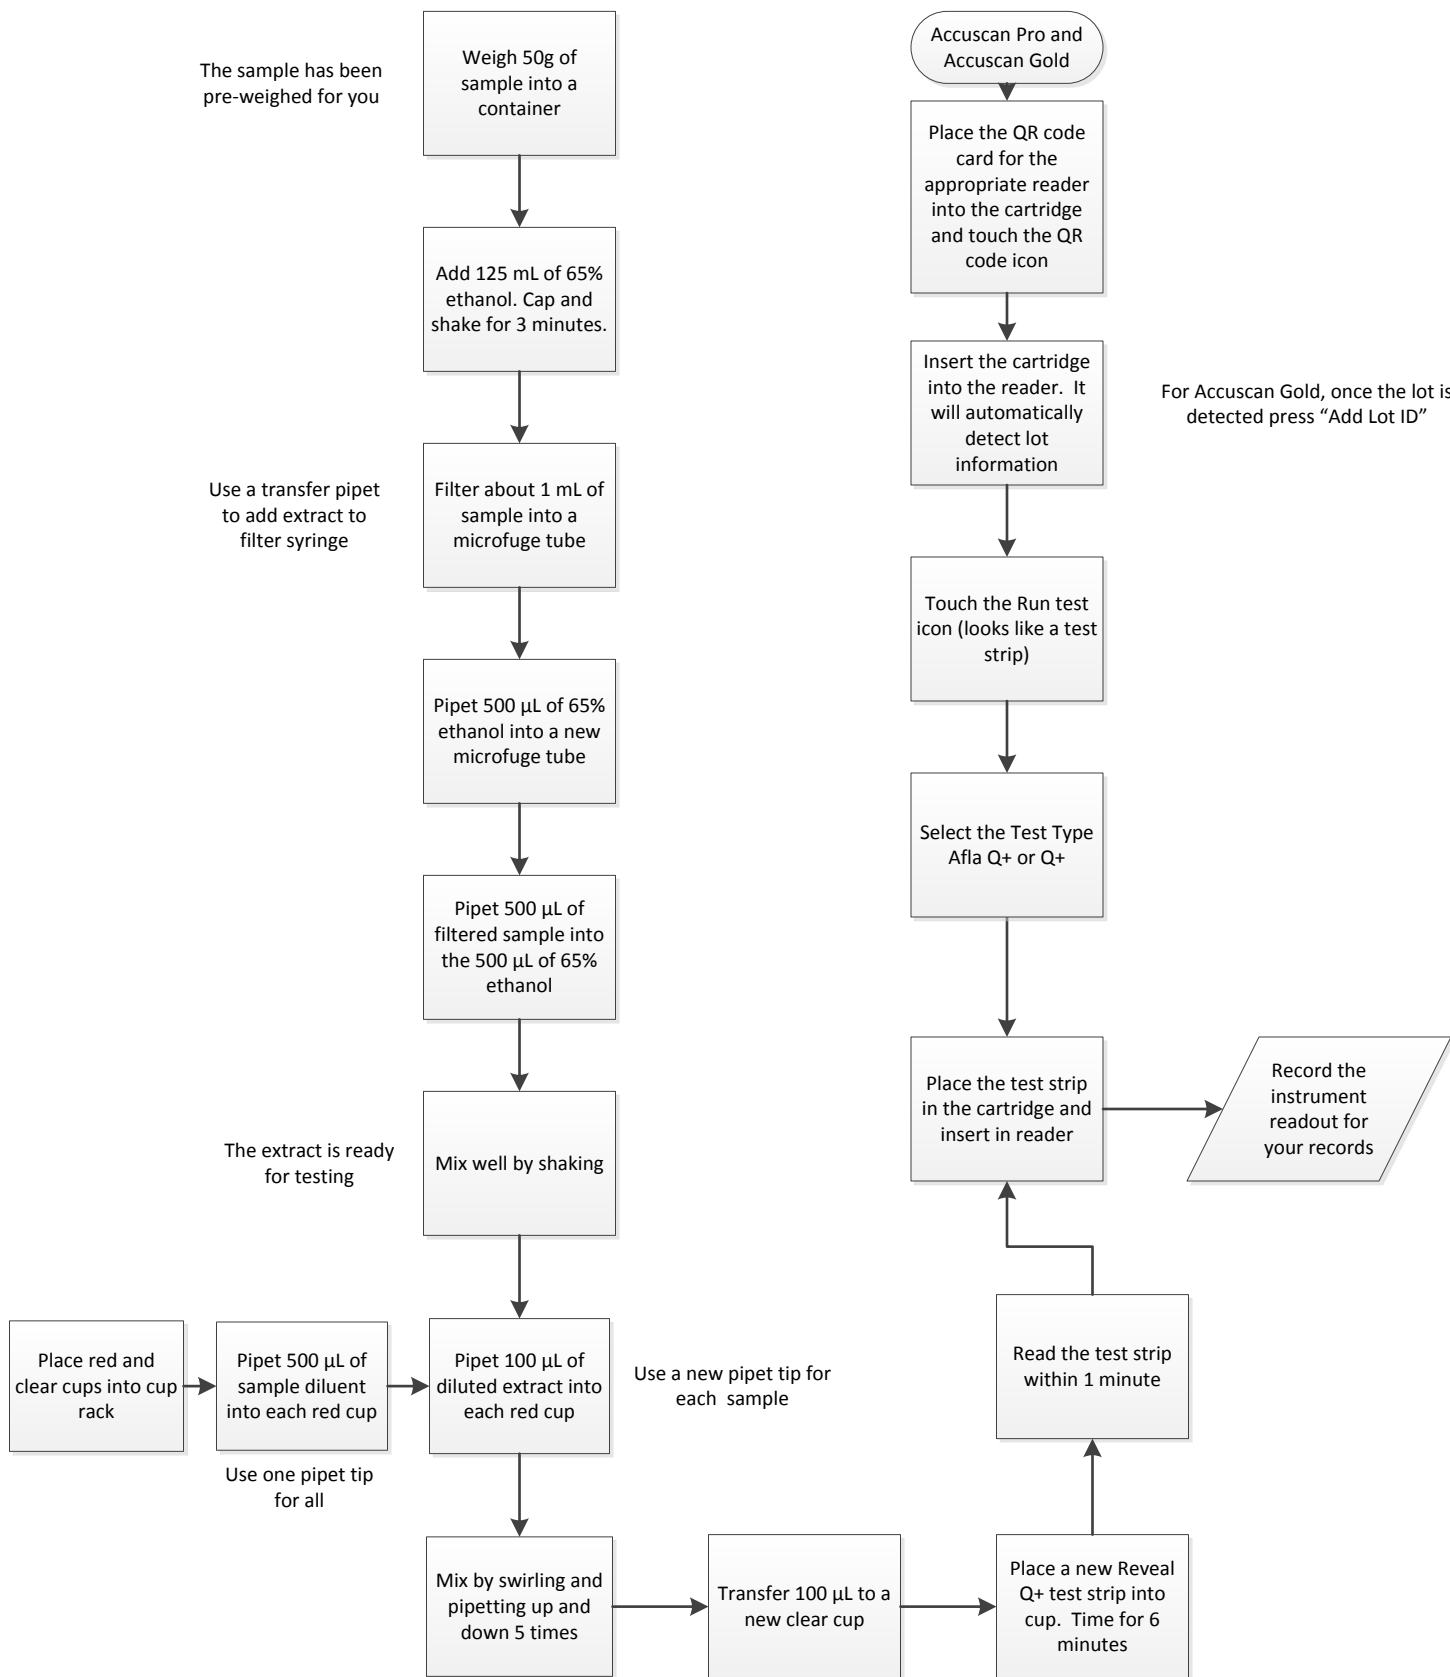 The sample has been
pre-weighed for you
Weigh 50g of
sample into a
container
Add 125 mL of 65%
ethanol. Cap and
shake for 3 minutes.
Use a transfer pipet
to add extract to
filter syringe
Filter about 1 mL of
sample into a
microfuge tube
Pipet 500 µL of 65%
ethanol into a new
microfuge tube
Pipet 500 µL of
filtered sample into
the 500 µL of 65%
ethanol
The extract is ready
for testing
Mix well by shaking
Place red and
clear cups into cup
rack
Pipet 500 µL of
sample diluent
into each red cup
Use one pipet tip
for all
Pipet 100 µL of
diluted extract into
each red cup
Use a new pipet tip for
each  sample
Mix by swirling and
pipetting up and
down 5 times
Transfer 100 µL to a
new clear cup
Place a new Reveal
Q+ test strip into
cup.  Time for 6
minutes
Read the test strip
within 1 minute
Accuscan Pro and
Accuscan Gold
Place the QR code
card for the
appropriate reader
into the cartridge
and touch the QR
code icon
Insert the cartridge
into the reader.  It
will automatically
detect lot
information
For Accuscan Gold, once the lot is
detected press “Add Lot ID”
Touch the Run test
icon (looks like a test
strip)
Select the Test Type
Afla Q+ or Q+
Place the test strip
in the cartridge and
insert in reader
Record the
instrument
readout for
your records